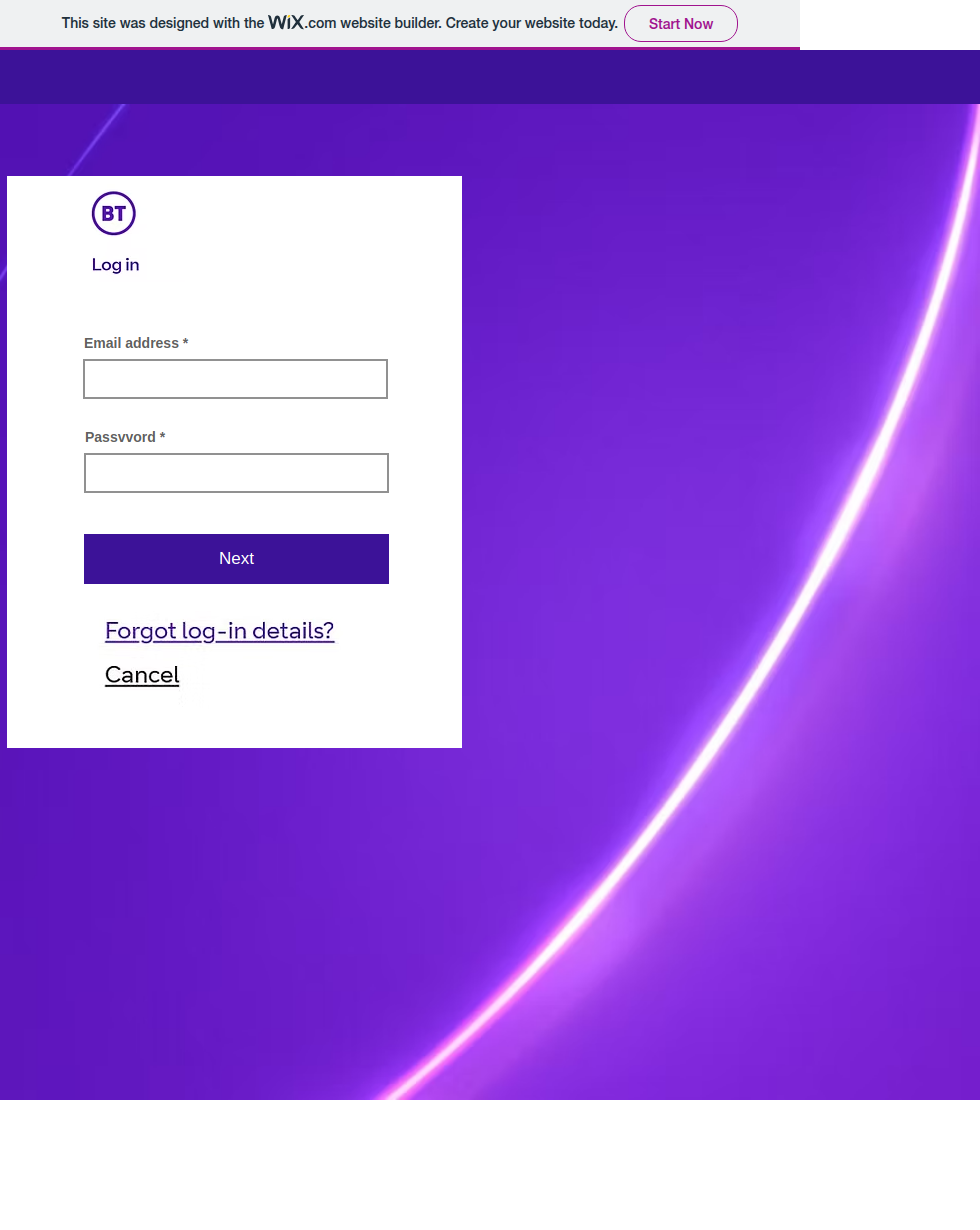 This site was designed with the WiX.com website builder. Create your website today. Start Now
BT
Log in
Email address *
Passvvord *
Next
Forgot log-in details?
Cancel